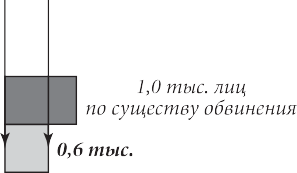 1,0 тыс. лиц
по существу обвинения
0,6 тыс.